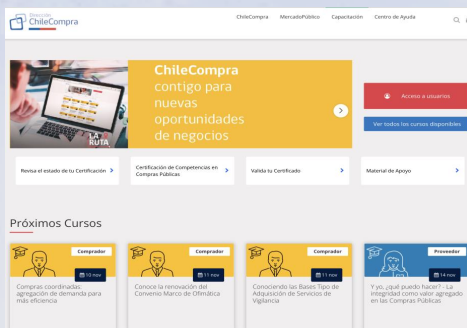 Dirección
ChileCompra
ChileCompra
MercadoPúblico
Capacitación
Centro de Ayuda
ChileCompra
contigo para
nuevas
oportunidades
de negocios
LA
RUTA
Acceso a usuarios
Ver todos los cursos disponibles
Revisa el estado de tu Certificación
Certificación de Competencias en
Compras Públicas
Valida tu Certificado
Material de Apoyo
Próximos Cursos
Comprador
10 nov
Compras coordinadas:
agregación de demanda para
más eficiencia
Comprador
11 nov
Conoce la renovación del
Convenio Marco de Ofimática
Comprador
11 nov
Conociendo las Bases Tipo de
Adquisición de Servicios de
Vigilancia
Proveedor
14 nov
Y yo, ¿qué puedo hacer? - La
integridad como valor agregado
en las Compras Públicas